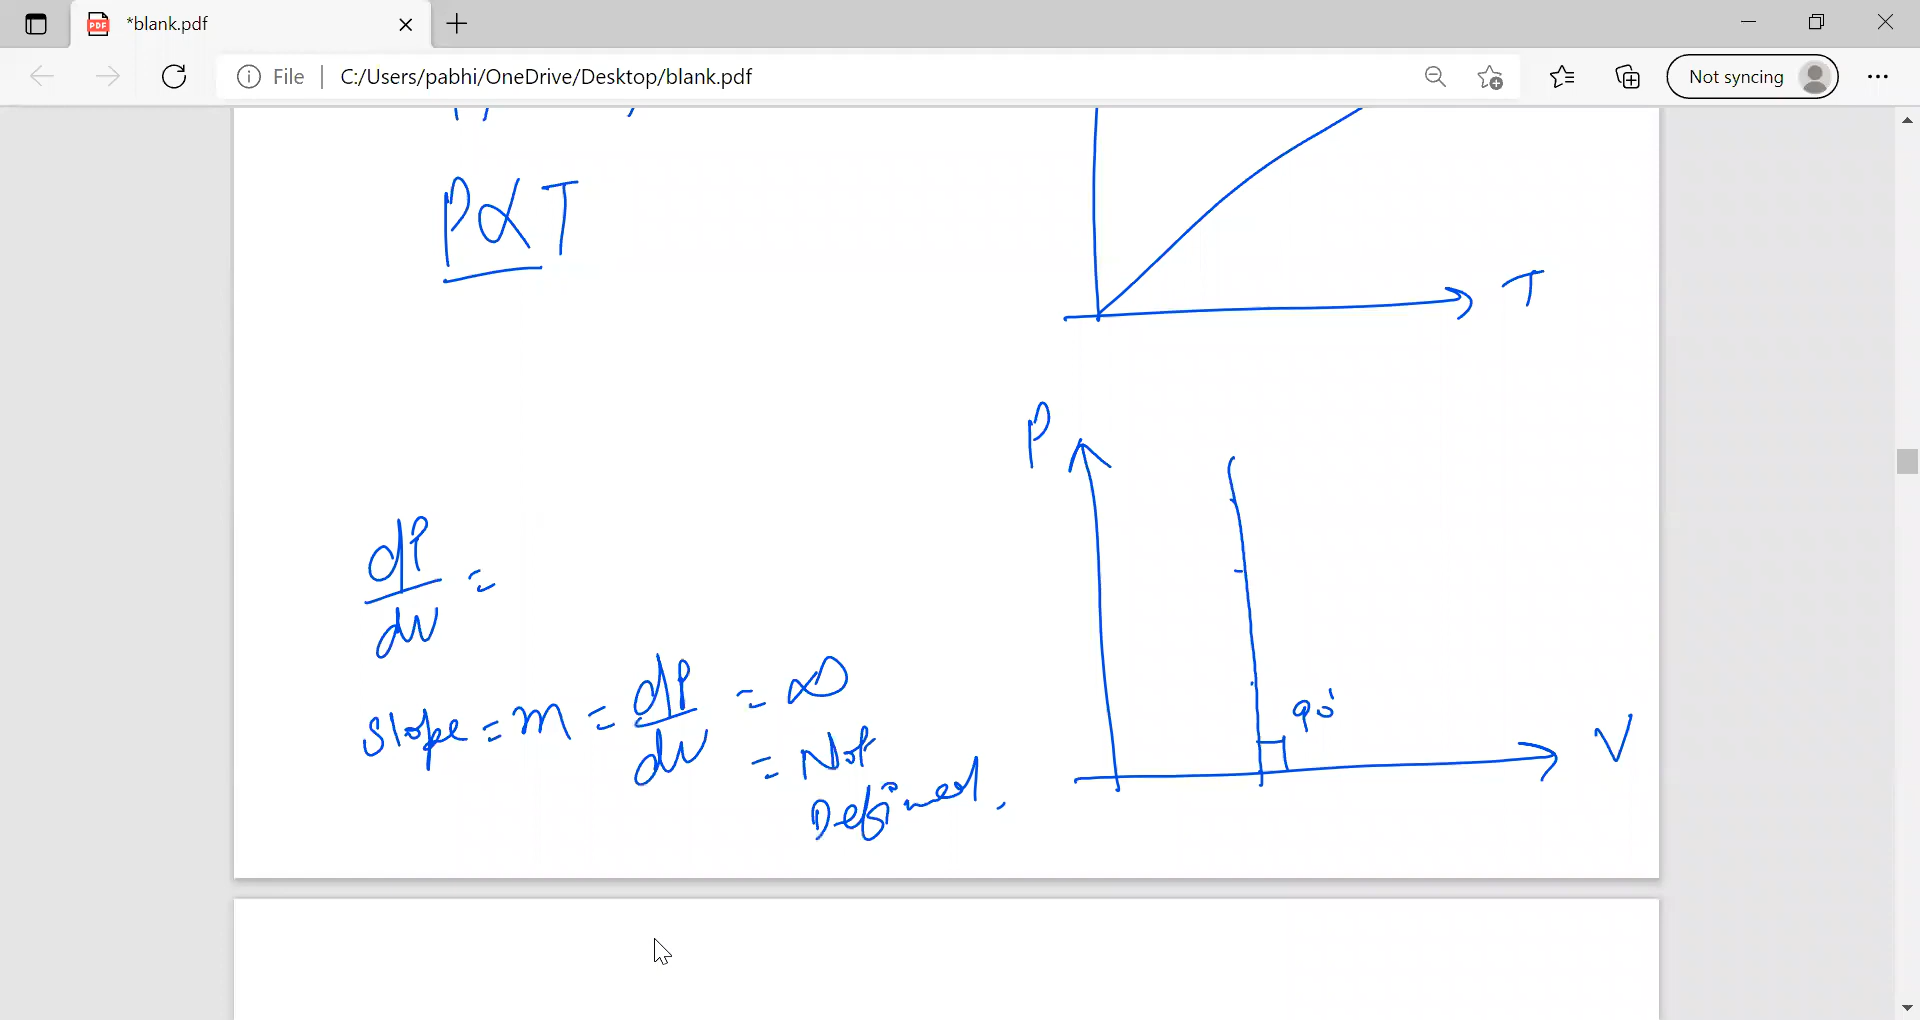 *blank.pdf
File | C:/Users/pabhi/OneDrive/Desktop/blank.pdf
Not syncing
P∝T
T
P
dP/dv =
slope = m = dP/dv = ∞
= Not
Defined.
90°
V